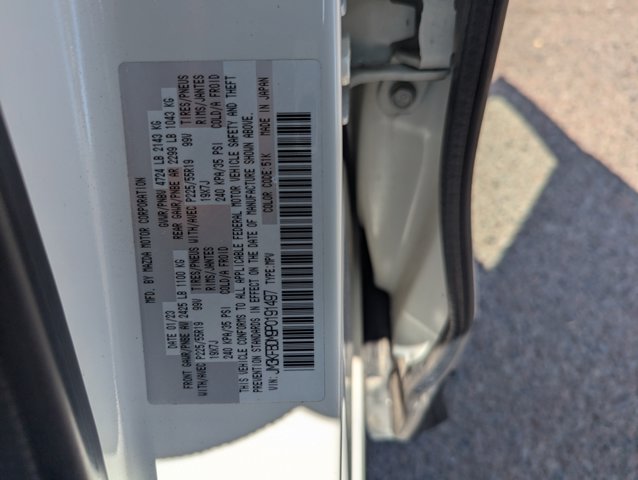 MFD. BY MAZDA MOTOR CORPORATION
DATE: 01/23 GVWR/PNBV 4724 LB 2143 KG
FRONT GAWR/PNBE AV 2425 LB 1100 KG REAR GAWR/PNBE AR 2299 LB 1043 KG
WITH/AVEC P225/55R19 99V TIRES/PNEUS WITH/AVEC P225/55R19 99V TIRES/PNEUS
19X7J RIMS/JANTES 19X7J RIMS/JANTES
240 KPA/35 PSI COLD/A FROID 240 KPA/35 PSI COLD/A FROID
THIS VEHICLE CONFORMS TO ALL APPLICABLE FEDERAL MOTOR VEHICLE SAFETY AND THEFT
PREVENTION STANDARDS IN EFFECT ON THE DATE OF MANUFACTURE SHOWN ABOVE.
VIN: JM3KFBDM9P0191497 TYPE:MPV COLOR CODE:51K MADE IN JAPAN